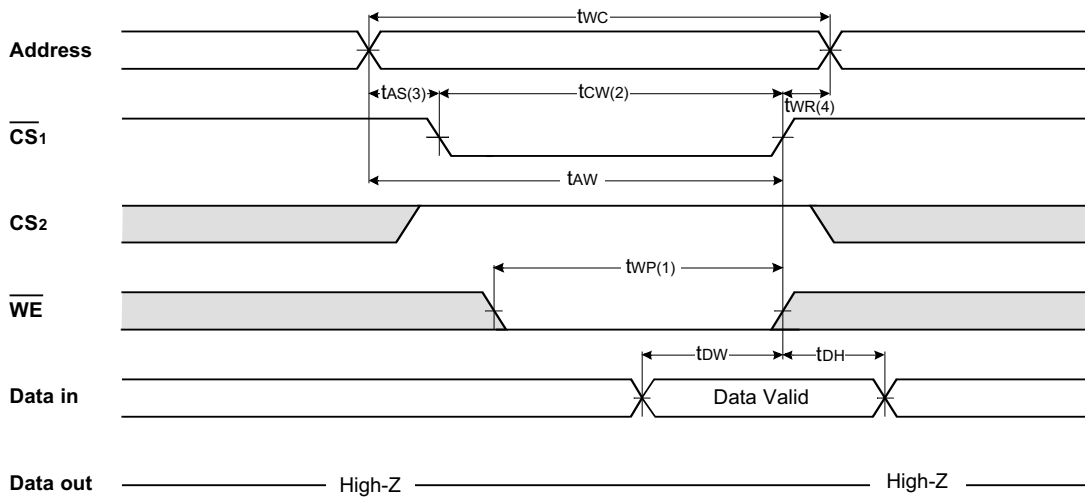 tWC
Address
tAS(3) tCW(2) tWR(4)
CS1
tAW
CS2
tWP(1)
WE
tDW tDH
Data in Data Valid
Data out High-Z High-Z